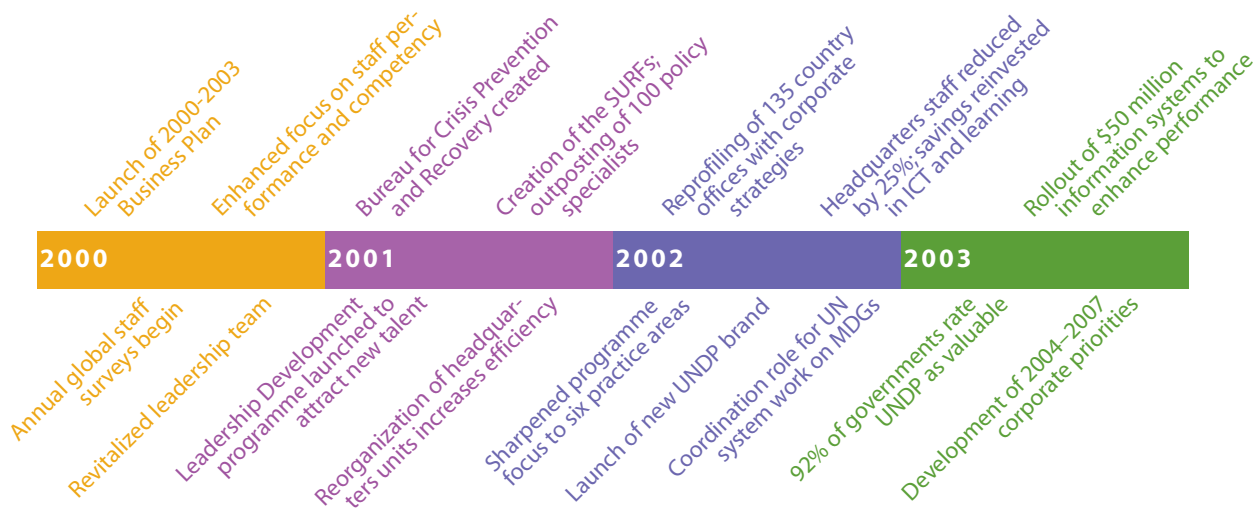 Launch of 2000-2003
Business Plan
Enhanced focus on staff per-
formance and competency
Bureau for Crisis Prevention
and Recovery created
Creation of the SURFs;
outposting of 100 policy
specialists
Reprofiling of 135 country
offices with corporate
strategies
Headquarters staff reduced
by 25%; savings reinvested
in ICT and learning
Rollout of $50 million
information systems to
enhance performance
2000
2001
2002
2003
Annual global staff
surveys begin
Revitalized leadership team
Leadership Development
programme launched to
attract new talent
Reorganization of headquar-
ters units increases efficiency
Sharpened programme
focus to six practice areas
Launch of new UNDP brand
Coordination role for UN
system work on MDGs
92% of governments rate
UNDP as valuable
Development of 2004–2007
corporate priorities